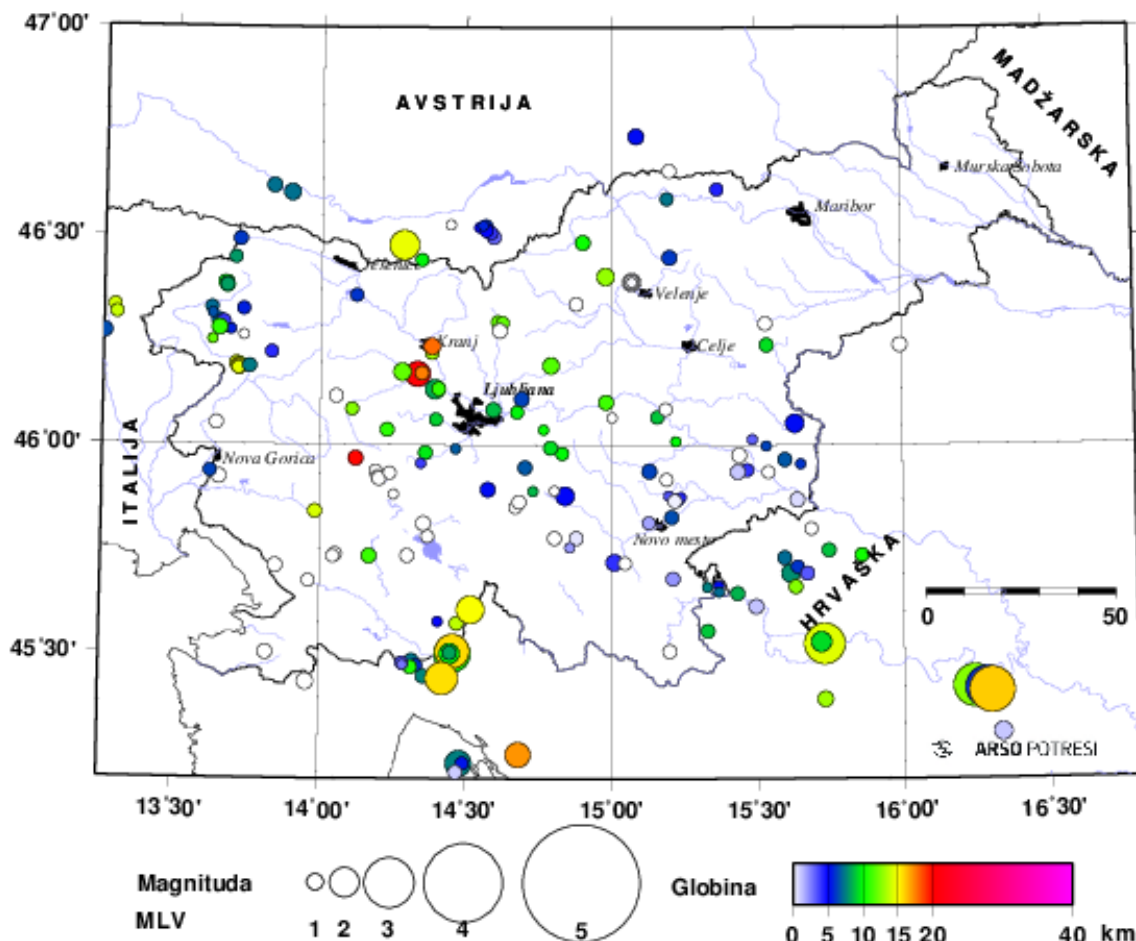 47°00'
46°30'
46°00'
45°30'
AVSTRIJA
MADŽARSKA
Murska Sobota
Maribor
Jesenice
Velenje
Kranj
Celje
Ljubljana
ITALIJA
Nova Gorica
Novo mesto
HRVAŠKA
0 50
ARSO POTRESI
13°30' 14°00' 14°30' 15°00' 15°30' 16°00' 16°30'
Magnituda
MLV
1 2 3 4 5
Globina
0 5 10 15 20 40 km